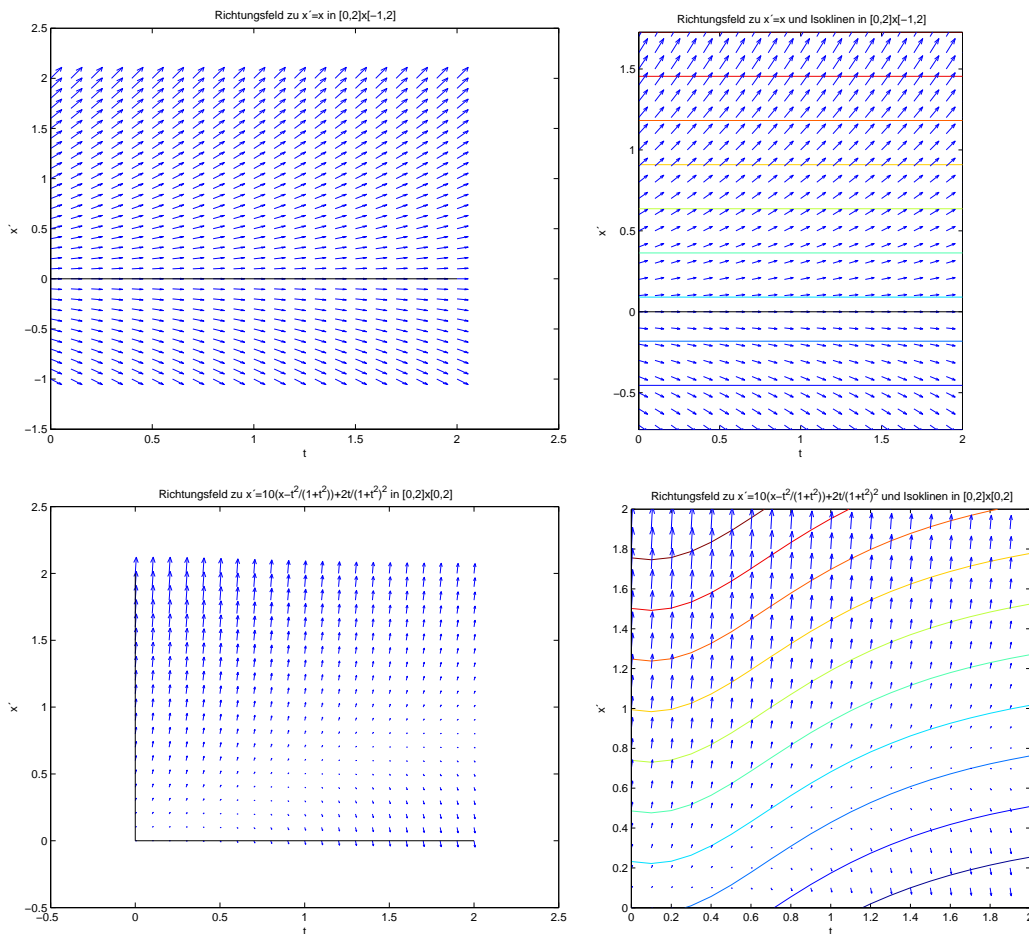 Richtungsfeld zu x´=x in [0,2]x[−1,2]
2.5
2
1.5
1
0.5
0
−0.5
−1
−1.5
x´
0 0.5 1 1.5 2 2.5
t
Richtungsfeld zu x´=x und Isoklinen in [0,2]x[−1,2]
1.5
1
0.5
0
−0.5
x´
0 0.5 1 1.5 2
t
Richtungsfeld zu x´=10(x−t^2/(1+t^2))+2t/(1+t^2)^2 in [0,2]x[0,2]
2.5
2
1.5
1
0.5
0
−0.5
x´
−0.5 0 0.5 1 1.5 2 2.5
t
Richtungsfeld zu x´=10(x−t^2/(1+t^2))+2t/(1+t^2)^2 und Isoklinen in [0,2]x[0,2]
2
1.8
1.6
1.4
1.2
1
0.8
0.6
0.4
0.2
0
x´
0 0.2 0.4 0.6 0.8 1 1.2 1.4 1.6 1.8 2
t